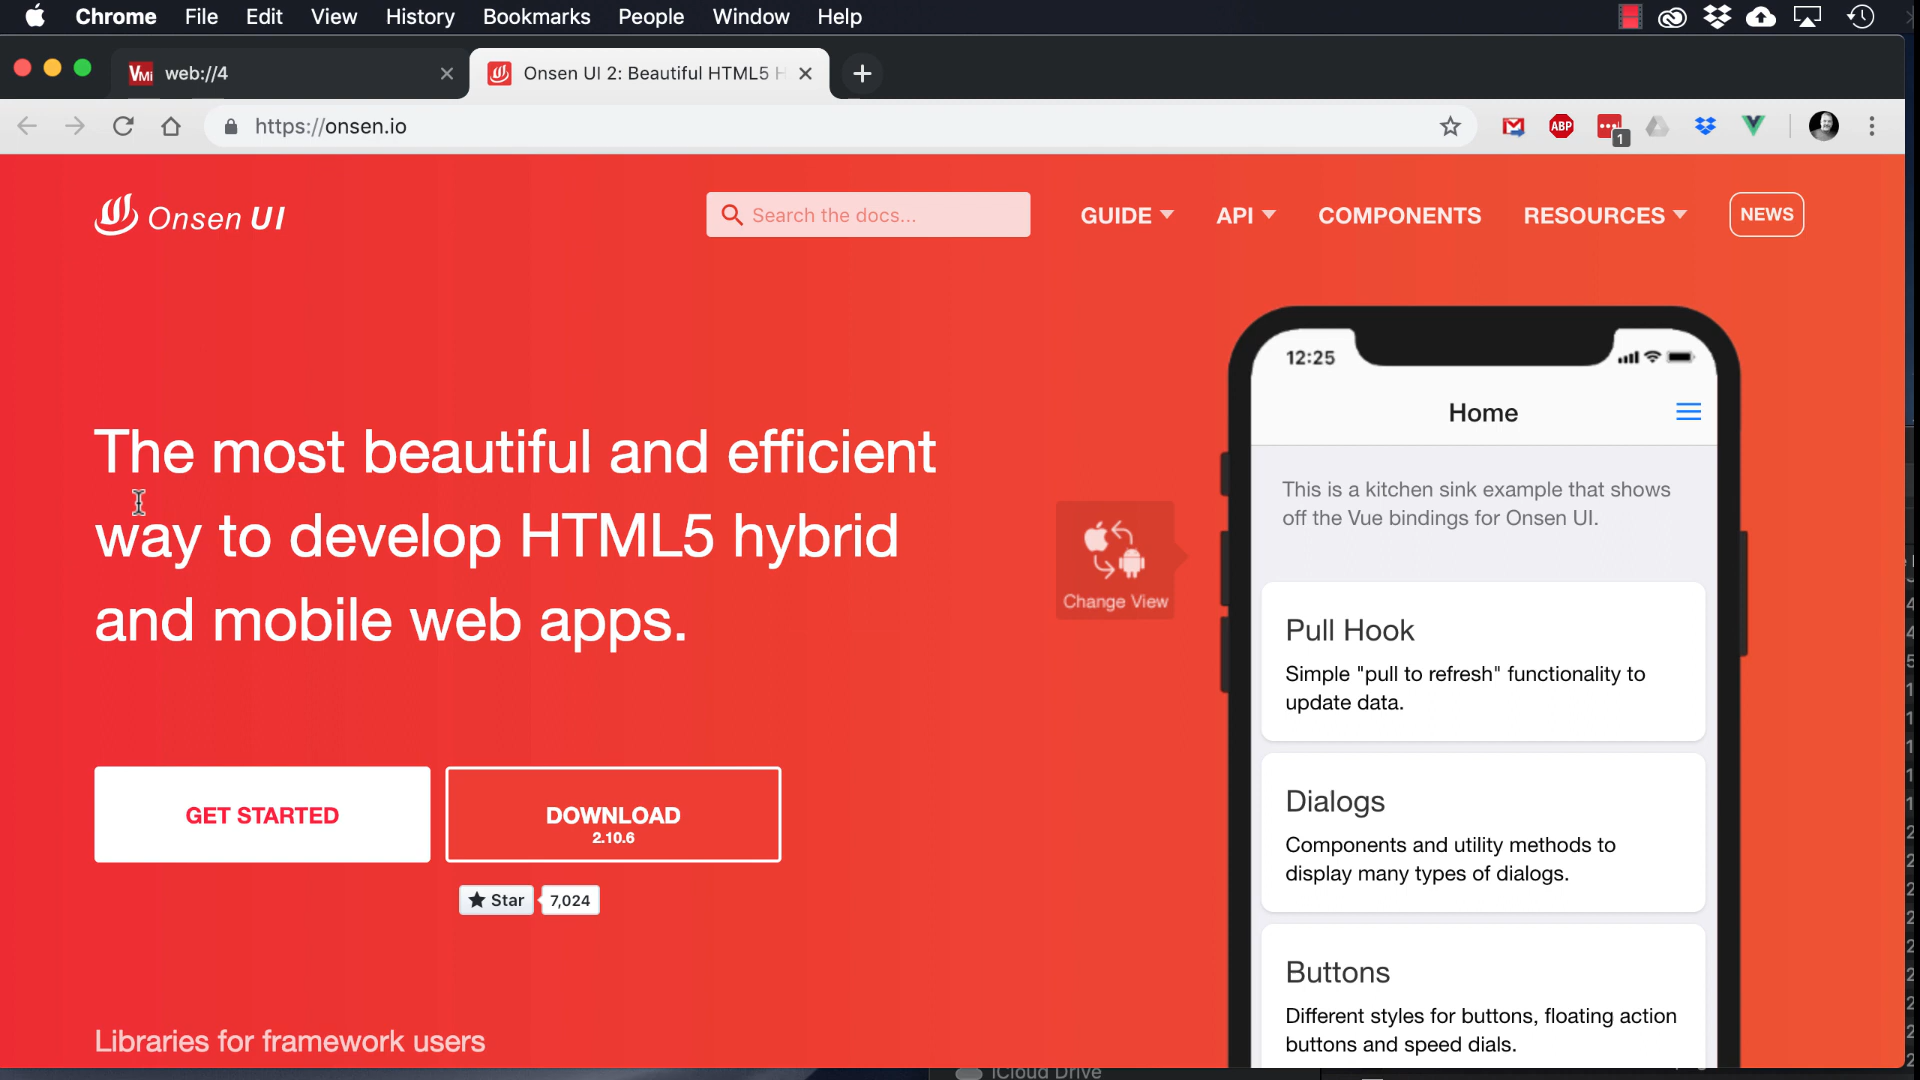 Chrome File Edit View History Bookmarks People Window Help
VMi web://4
Onsen UI 2: Beautiful HTML5 H
https://onsen.io
ABP
1
Onsen UI
Search the docs...
GUIDE API COMPONENTS RESOURCES NEWS
12:25
Home
This is a kitchen sink example that shows
off the Vue bindings for Onsen UI.
The most beautiful and efficient
way to develop HTML5 hybrid
and mobile web apps.
Change View
Pull Hook
Simple "pull to refresh" functionality to
update data.
Dialogs
Components and utility methods to
display many types of dialogs.
GET STARTED
DOWNLOAD
2.10.6
Star 7,024
Buttons
Different styles for buttons, floating action
buttons and speed dials.
Libraries for framework users
iCloud Drive